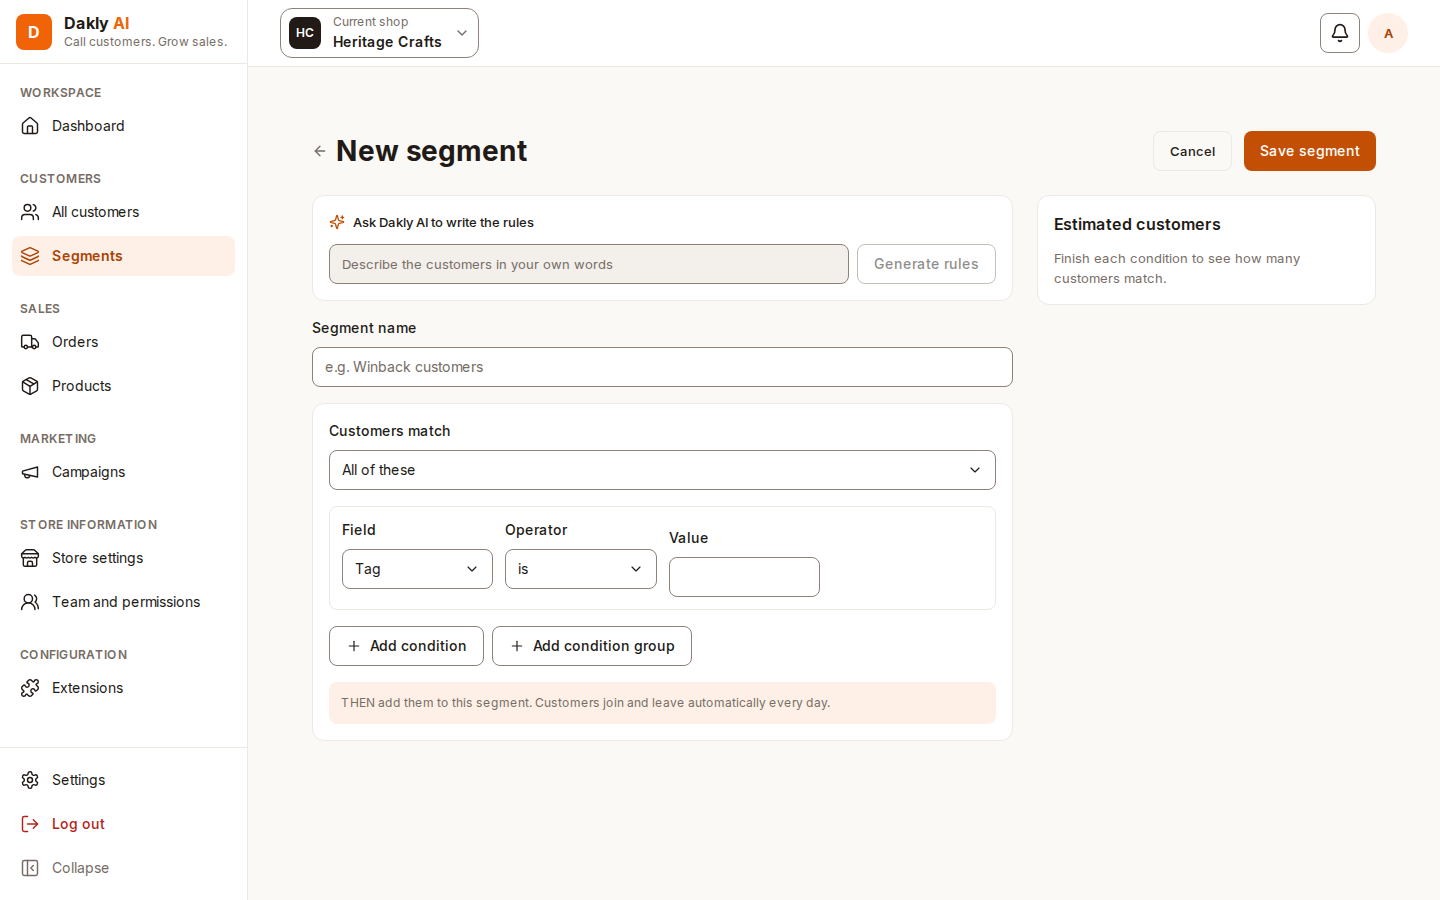 D
Dakly AI
Call customers. Grow sales.
WORKSPACE
Dashboard
CUSTOMERS
All customers
Segments
SALES
Orders
Products
MARKETING
Campaigns
STORE INFORMATION
Store settings
Team and permissions
CONFIGURATION
Extensions
Settings
Log out
Collapse
HC
Current shop
Heritage Crafts
A
New segment
Cancel
Save segment
Ask Dakly AI to write the rules
Describe the customers in your own words
Generate rules
Segment name
e.g. Winback customers
Customers match
All of these
Field
Operator
Value
Tag
is
Add condition
Add condition group
THEN add them to this segment. Customers join and leave automatically every day.
Estimated customers
Finish each condition to see how many
customers match.